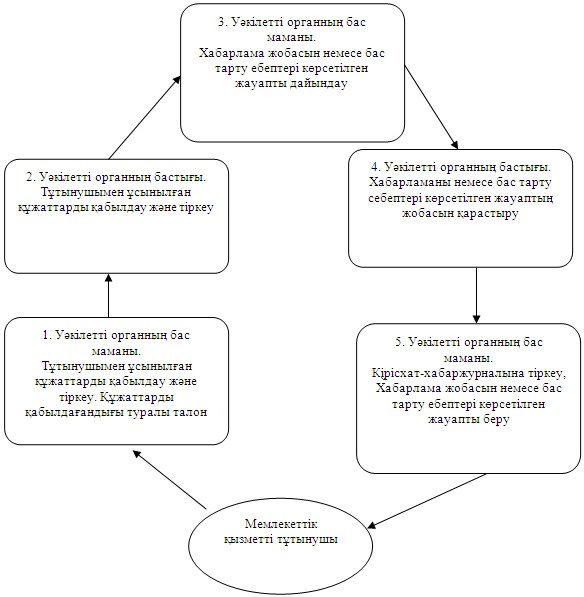 3. Уәкілетті органның бас
маманы.
Хабарлама жобасын немесе бас
тарту ебептері көрсетілген
жауапты дайындау
2. Уәкілетті органның бастығы.
Тұтынушымен ұсынылған
құжаттарды қабылдау және тіркеу
4. Уәкілетті органның бастығы.
Хабарламаны немесе бас тарту
себептері көрсетілген жауаптың
жобасын қарастыру
1. Уәкілетті органның бас
маманы.
Тұтынушымен ұсынылған
құжаттарды қабылдау және
тіркеу. Құжаттарды
қабылдағандығы туралы талон
5. Уәкілетті органның бас
маманы.
Кірісхат-хабаржурналына тіркеу,
Хабарлама жобасын немесе бас
тарту ебептері көрсетілген
жауапты беру
Мемлекеттік
қызметті тұтынушы